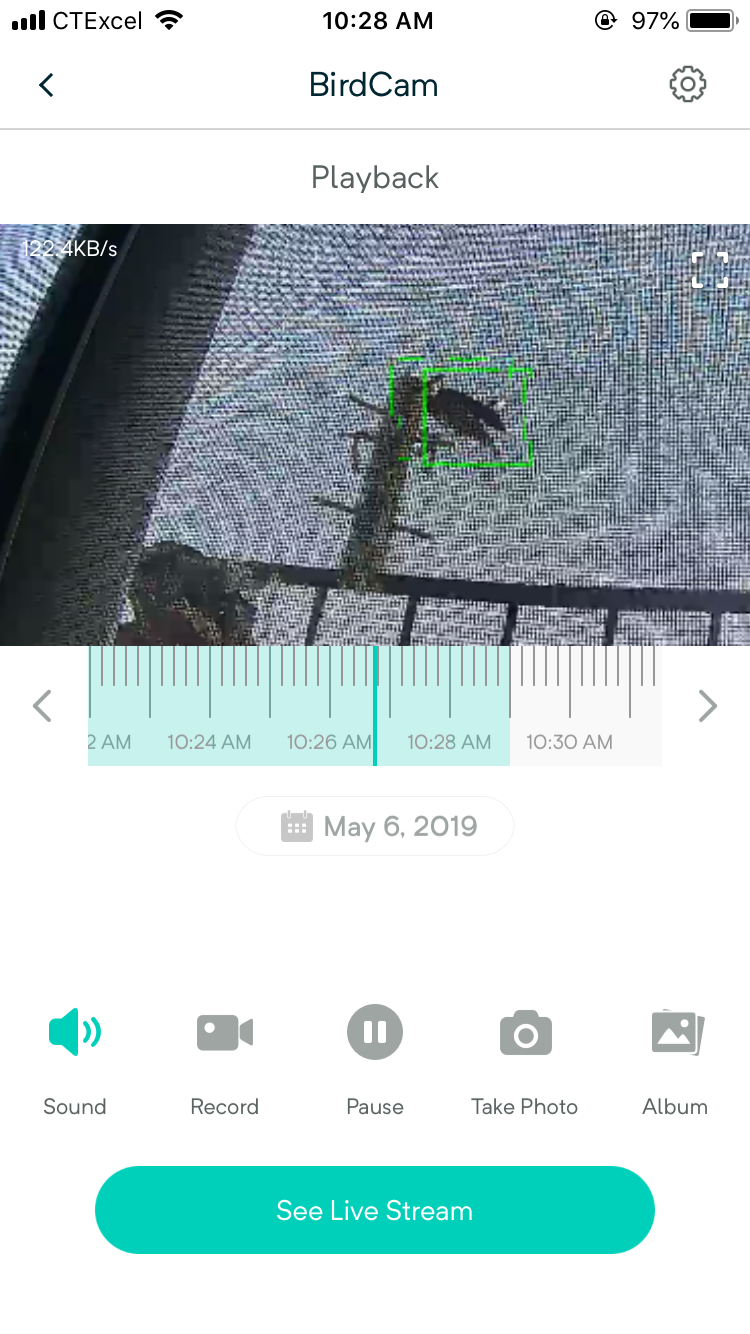 CTExcel 10:28 AM 97%
BirdCam
Playback
122.4KB/s
2 AM 10:24 AM 10:26 AM 10:28 AM 10:30 AM
May 6, 2019
Sound Record Pause Take Photo Album
See Live Stream